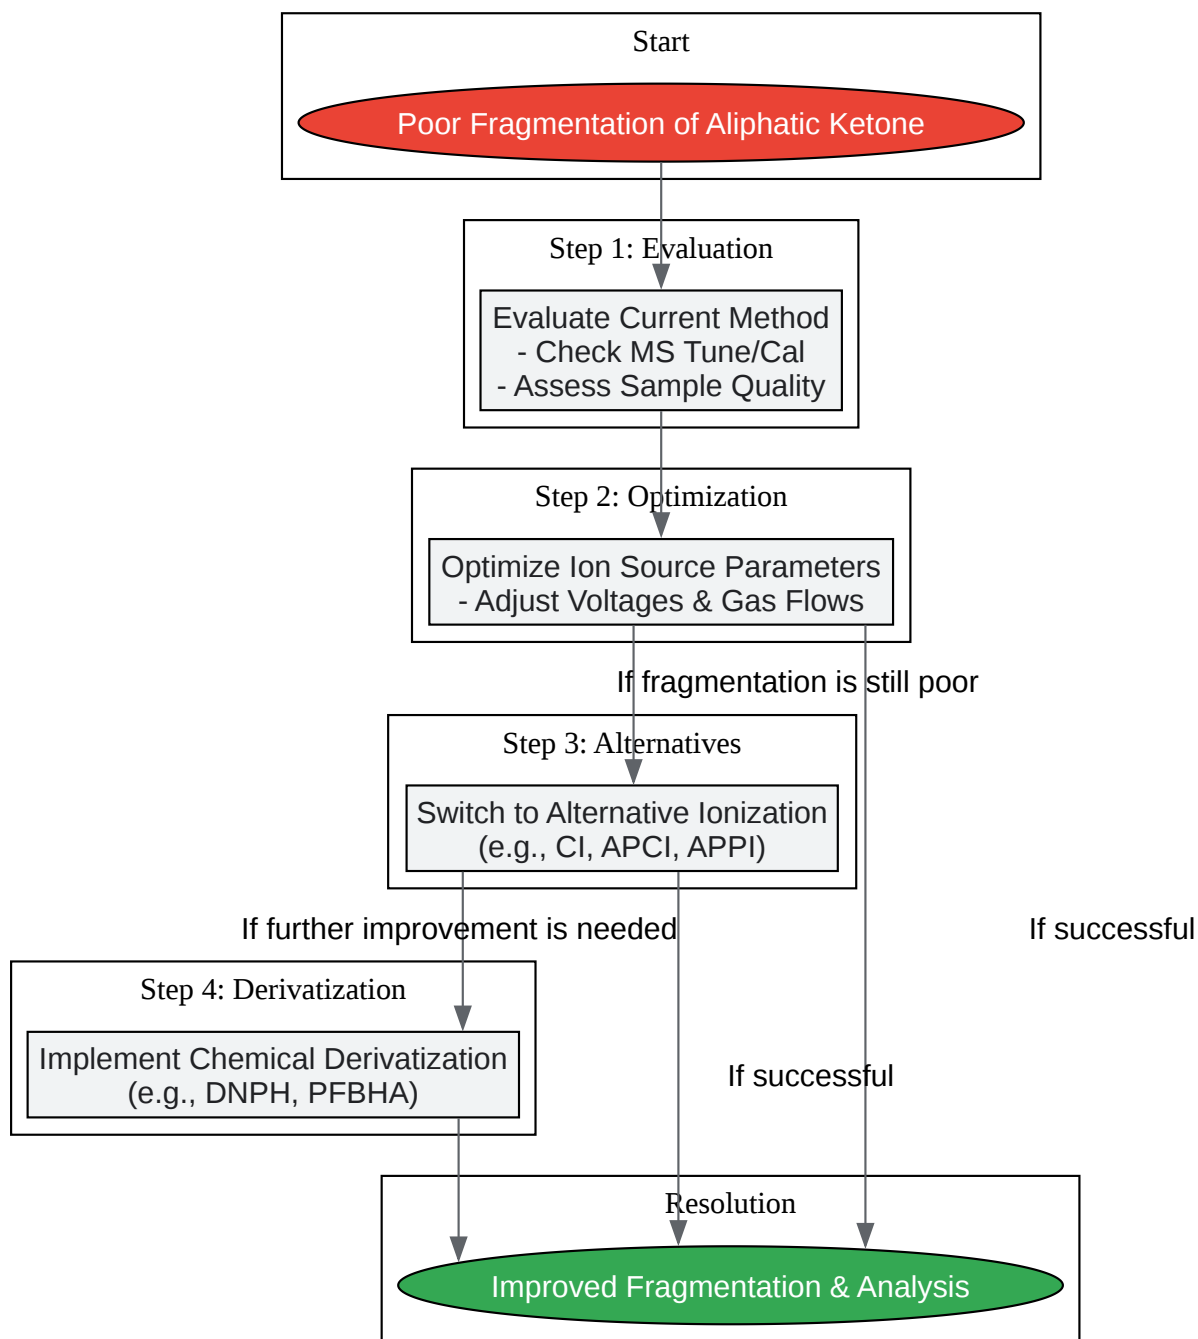 Start
Poor Fragmentation of Aliphatic Ketone
Step 1: Evaluation
Evaluate Current Method
- Check MS Tune/Cal
- Assess Sample Quality
Step 2: Optimization
Optimize Ion Source Parameters
- Adjust Voltages & Gas Flows
If fragmentation is still poor
Step 3: Alternatives
Switch to Alternative Ionization
(e.g., CI, APCI, APPI)
If further improvement is needed
If successful
Step 4: Derivatization
Implement Chemical Derivatization
(e.g., DNPH, PFBHA)
If successful
Resolution
Improved Fragmentation & Analysis